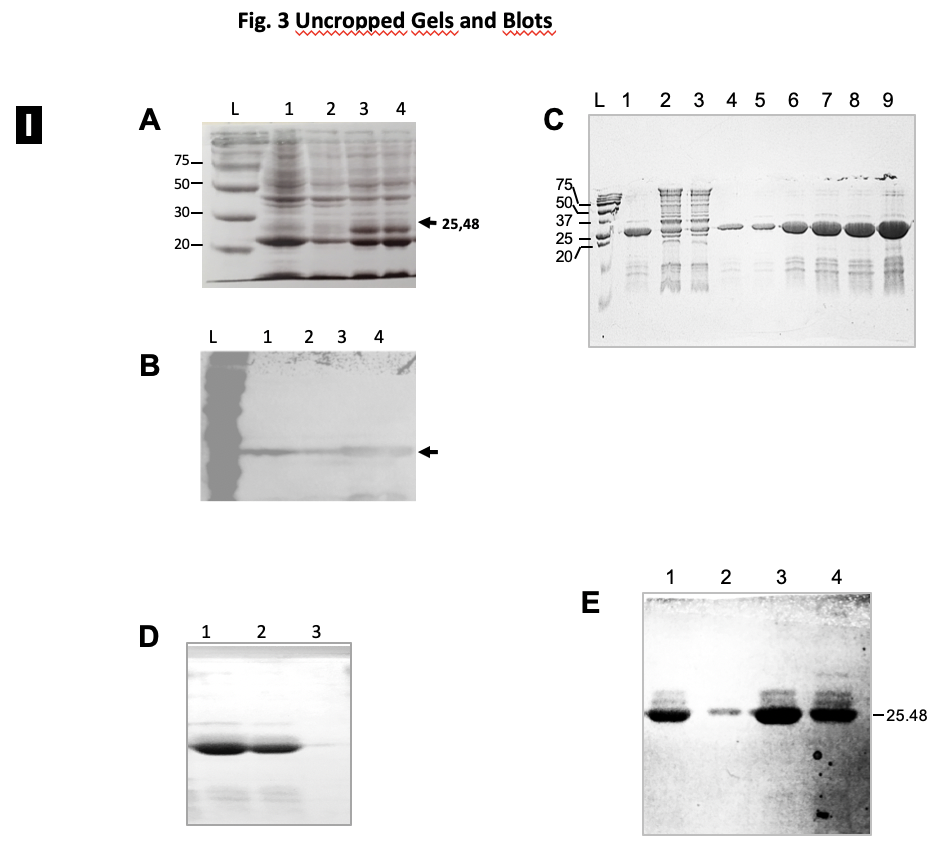 Fig. 3 Uncropped Gels and Blots
I
A
L 1 2 3 4
75
50
30
20
25,48
B
L 1 2 3 4
C
L 1 2 3 4 5 6 7 8 9
75
50
37
25
20
D
1 2 3
E
1 2 3 4
25.48